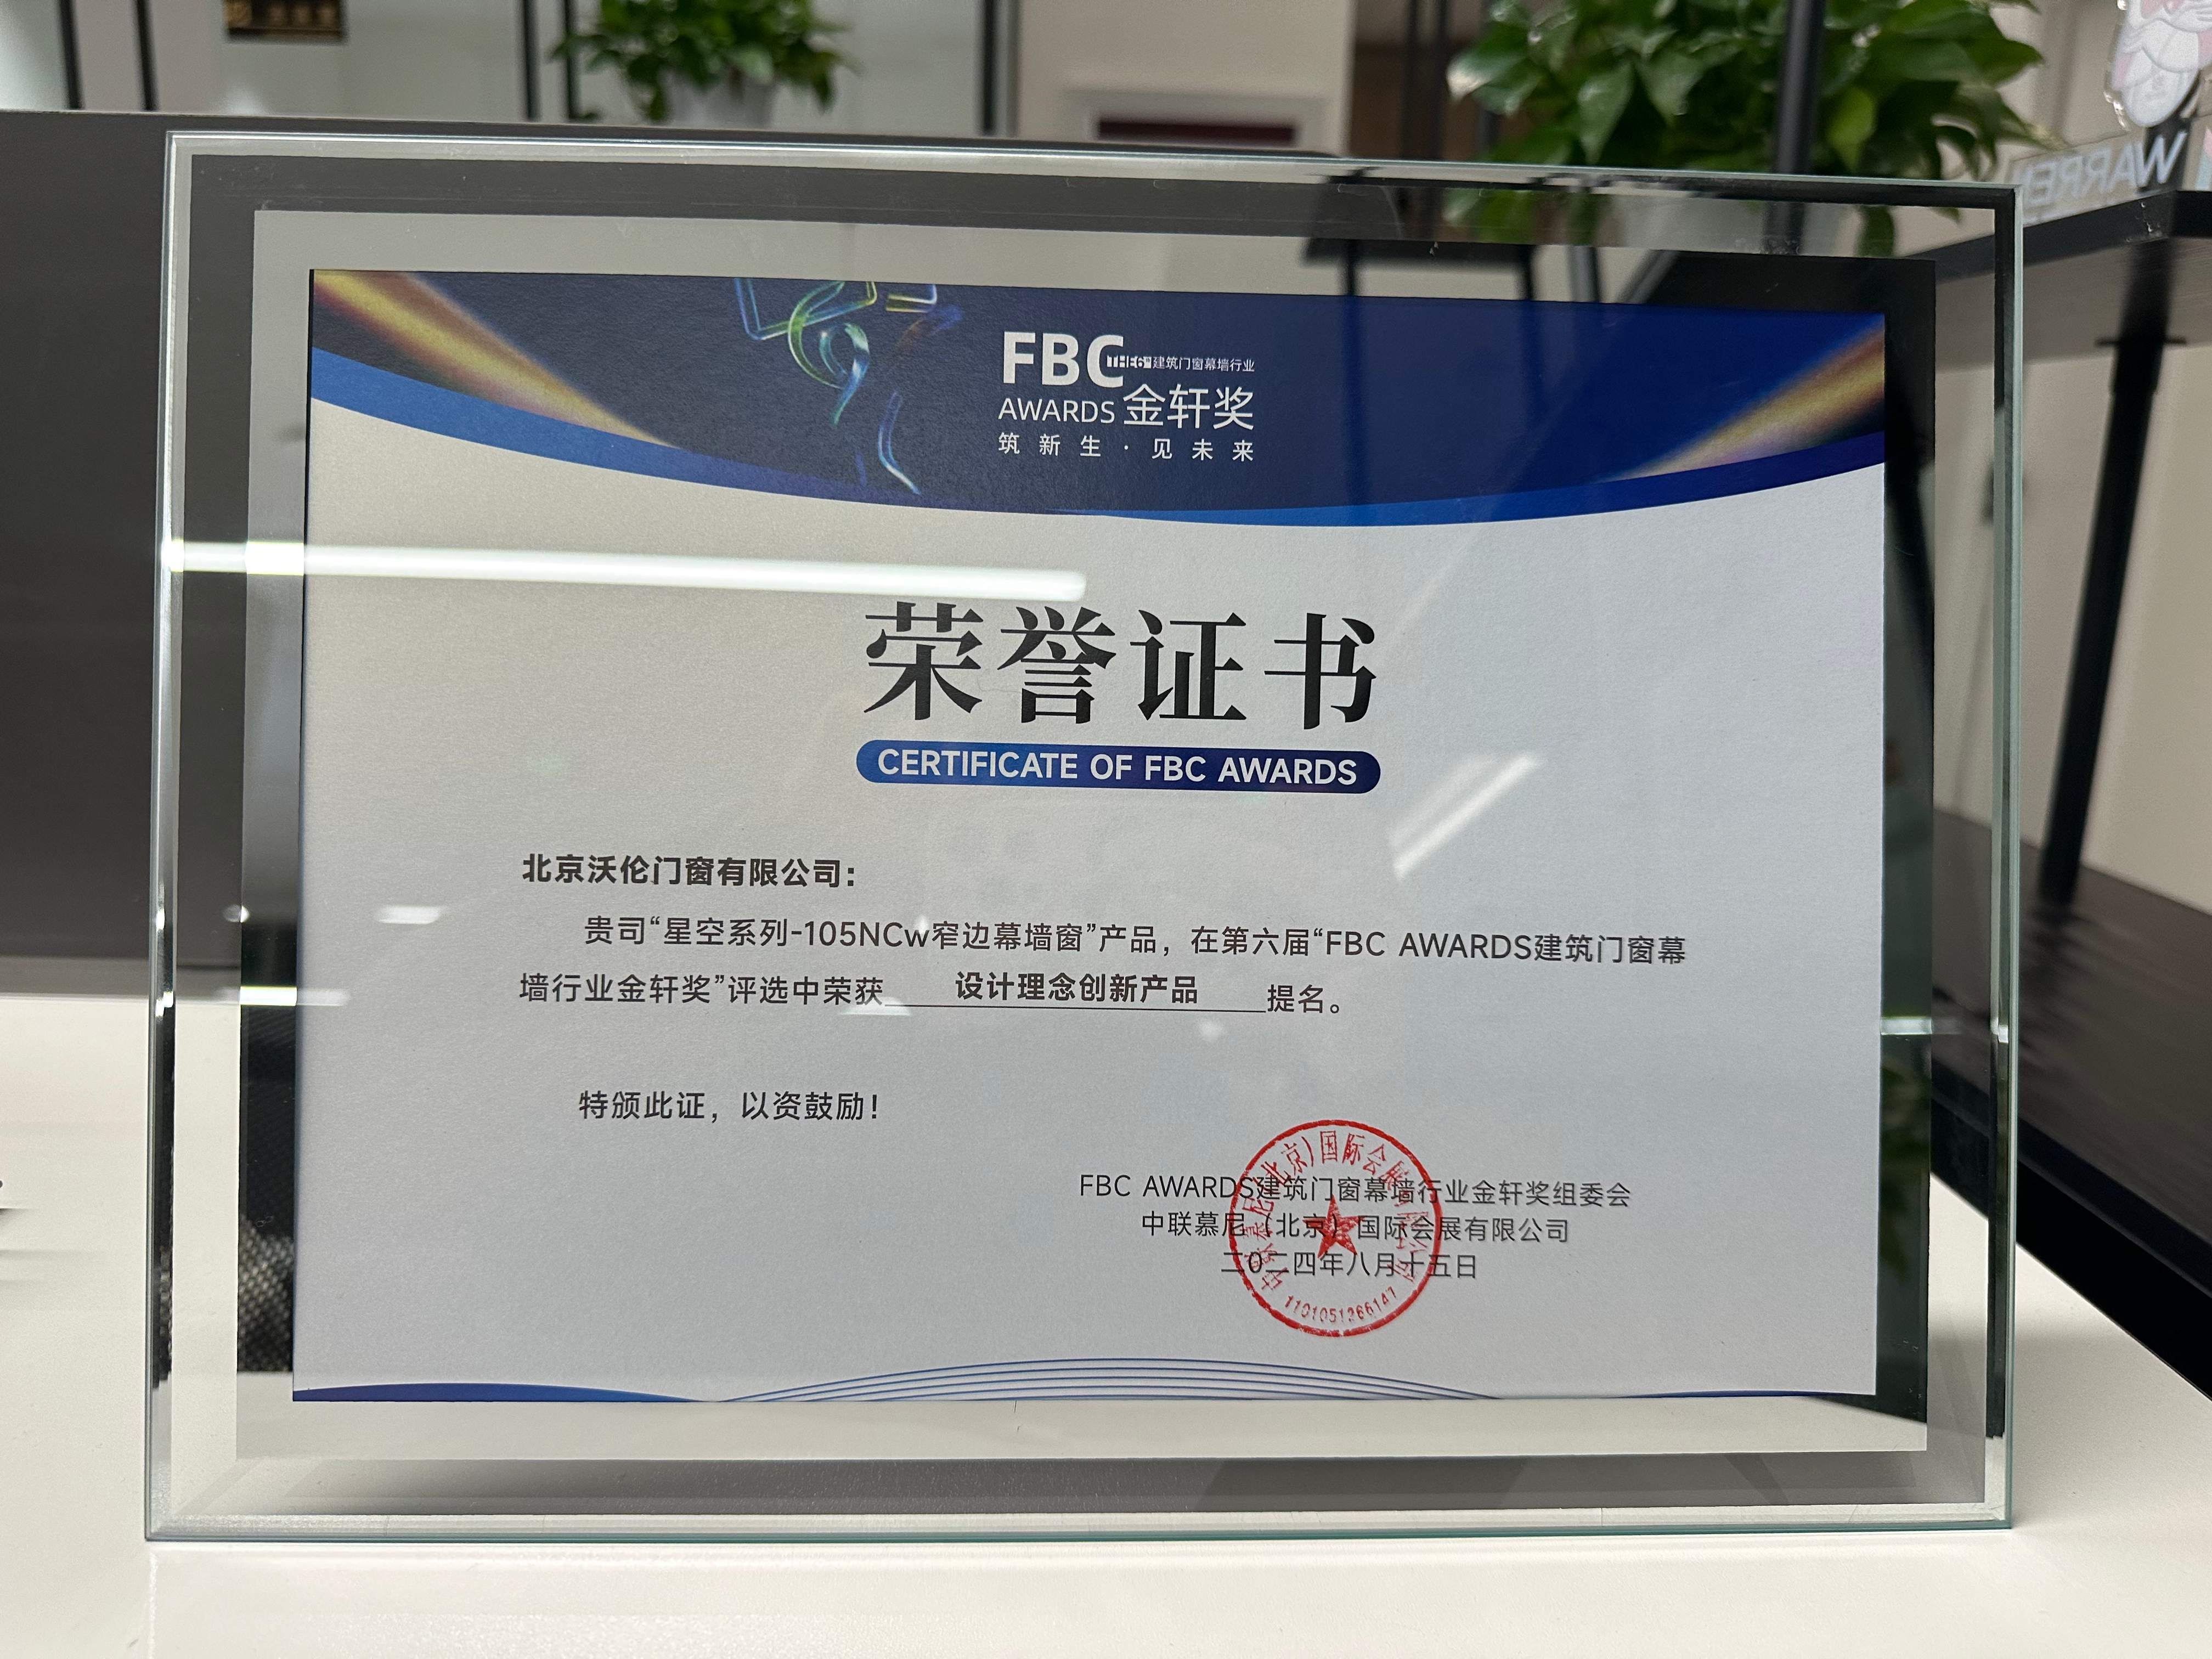 FBC THE6th 建筑门窗幕墙行业
AWARDS 金轩奖
筑新生·见未来
荣誉证书
CERTIFICATE OF FBC AWARDS
北京沃伦门窗有限公司：
贵司“星空系列-105NCw窄边幕墙窗”产品，在第六届“FBC AWARDS建筑门窗幕
墙行业金轩奖”评选中荣获 设计理念创新产品 提名。
特颁此证，以资鼓励！
FBC AWARDS建筑门窗幕墙行业金轩奖组委会
中联慕尼（北京）国际会展有限公司
二〇二四年八月十五日
1101051266147
WARREN